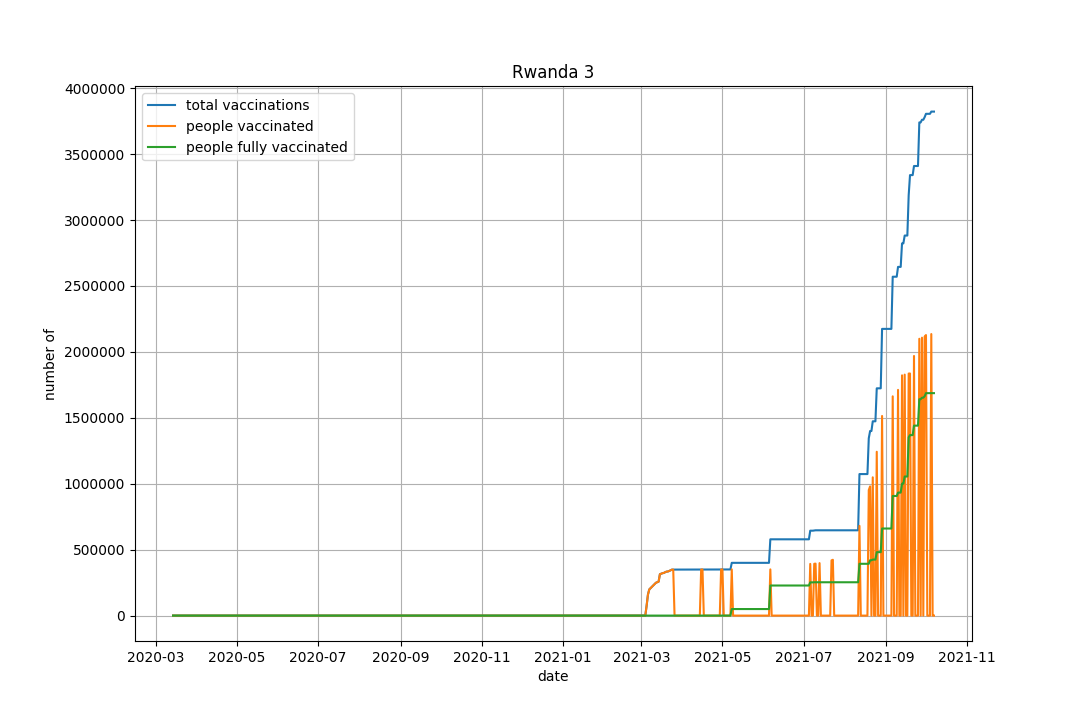 Rwanda 3
4000000
3500000
3000000
2500000
2000000
1500000
1000000
500000
0
number of
total vaccinations
people vaccinated
people fully vaccinated
2020-03 2020-05 2020-07 2020-09 2020-11 2021-01 2021-03 2021-05 2021-07 2021-09 2021-11
date